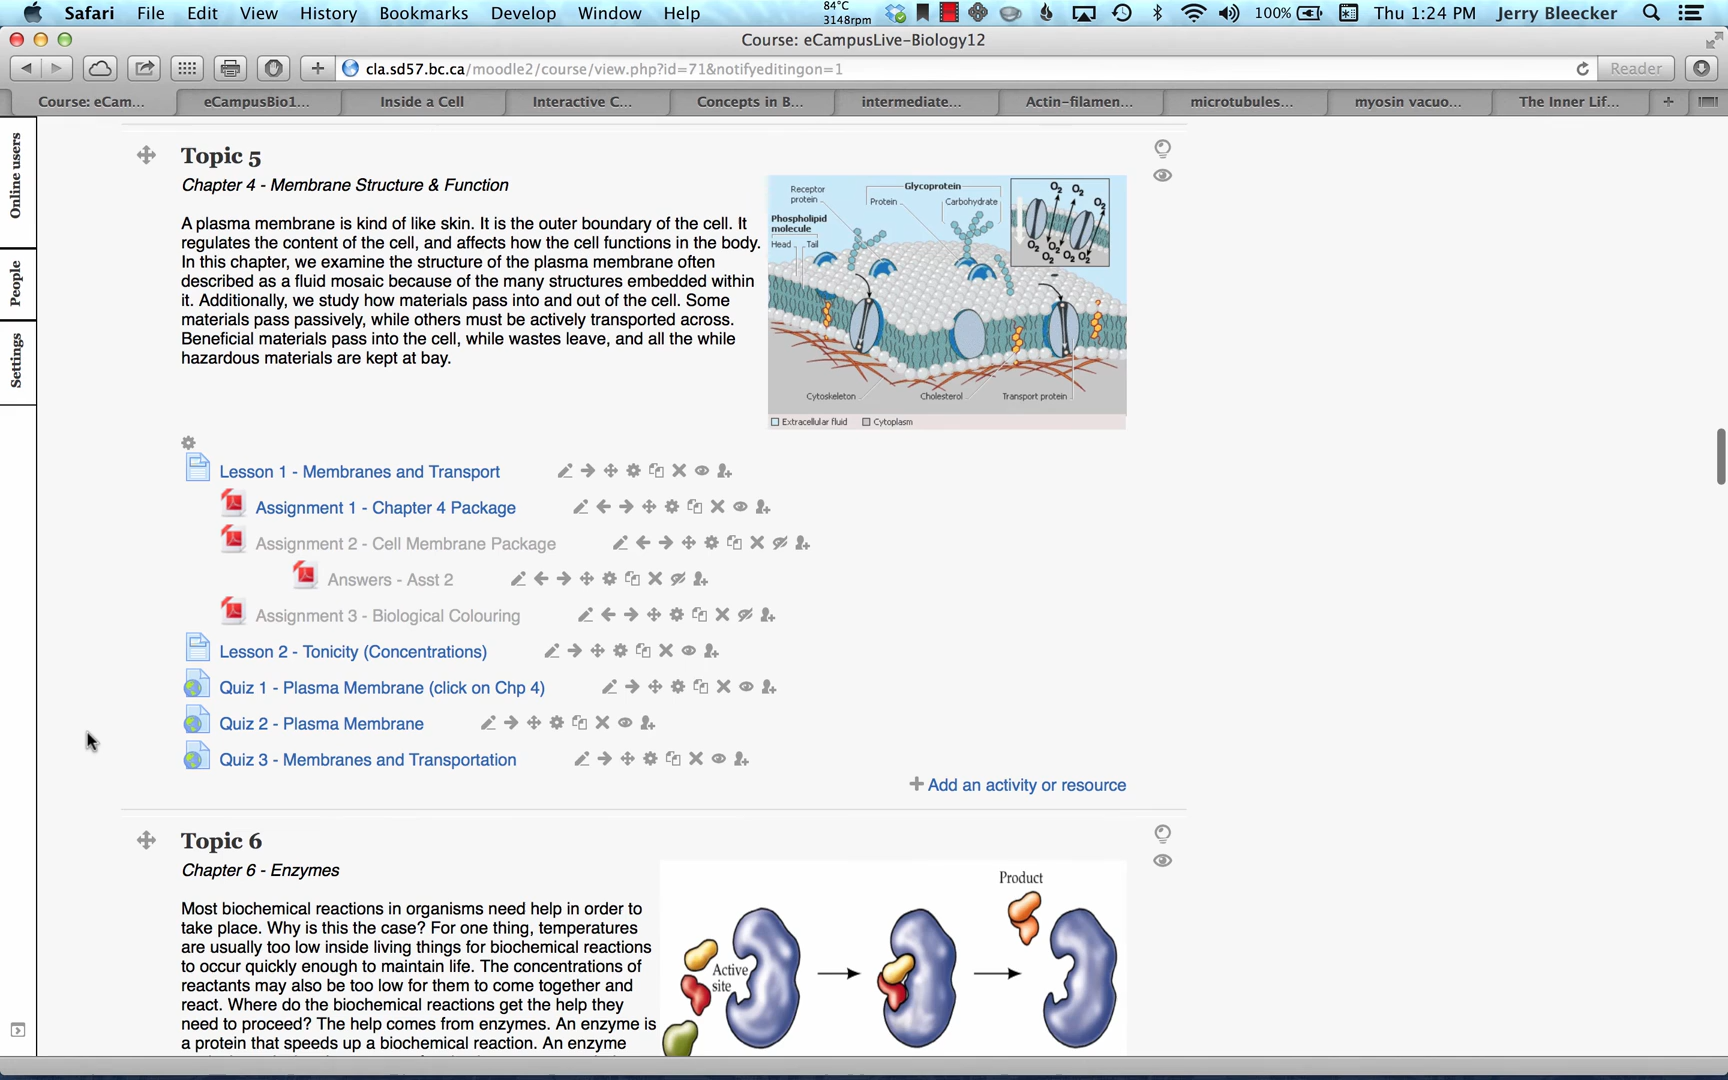 Safari File Edit View History Bookmarks Develop Window Help 84°C 3148rpm 100% Thu 1:24 PM Jerry Bleecker
Course: eCampusLive-Biology12
cla.sd57.bc.ca/moodle2/course/view.php?id=71&notifyeditingon=1 Reader
Course: eCam... eCampusBio1... Inside a Cell Interactive C... Concepts in B... intermediate... Actin-filamen... microtubules... myosin vacuo... The Inner Lif...
Online users
People
Settings
Topic 5
Chapter 4 - Membrane Structure & Function
A plasma membrane is kind of like skin. It is the outer boundary of the cell. It
regulates the content of the cell, and affects how the cell functions in the body.
In this chapter, we examine the structure of the plasma membrane often
described as a fluid mosaic because of the many structures embedded within
it. Additionally, we study how materials pass into and out of the cell. Some
materials pass passively, while others must be actively transported across.
Beneficial materials pass into the cell, while wastes leave, and all the while
hazardous materials are kept at bay.
Receptor
protein
Glycoprotein
Protein
Carbohydrate
Phospholipid
molecule
Head Tail
O2 O2
O2
O2 O2 O2 O2
O2 O2
Cytoskeleton Cholesterol Transport protein
Extracellular fluid Cytoplasm
Lesson 1 - Membranes and Transport
Assignment 1 - Chapter 4 Package
Assignment 2 - Cell Membrane Package
Answers - Asst 2
Assignment 3 - Biological Colouring
Lesson 2 - Tonicity (Concentrations)
Quiz 1 - Plasma Membrane (click on Chp 4)
Quiz 2 - Plasma Membrane
Quiz 3 - Membranes and Transportation
Add an activity or resource
Topic 6
Chapter 6 - Enzymes
Most biochemical reactions in organisms need help in order to
take place. Why is this the case? For one thing, temperatures
are usually too low inside living things for biochemical reactions
to occur quickly enough to maintain life. The concentrations of
reactants may also be too low for them to come together and
react. Where do the biochemical reactions get the help they
need to proceed? The help comes from enzymes. An enzyme is
a protein that speeds up a biochemical reaction. An enzyme
Product
Active
site